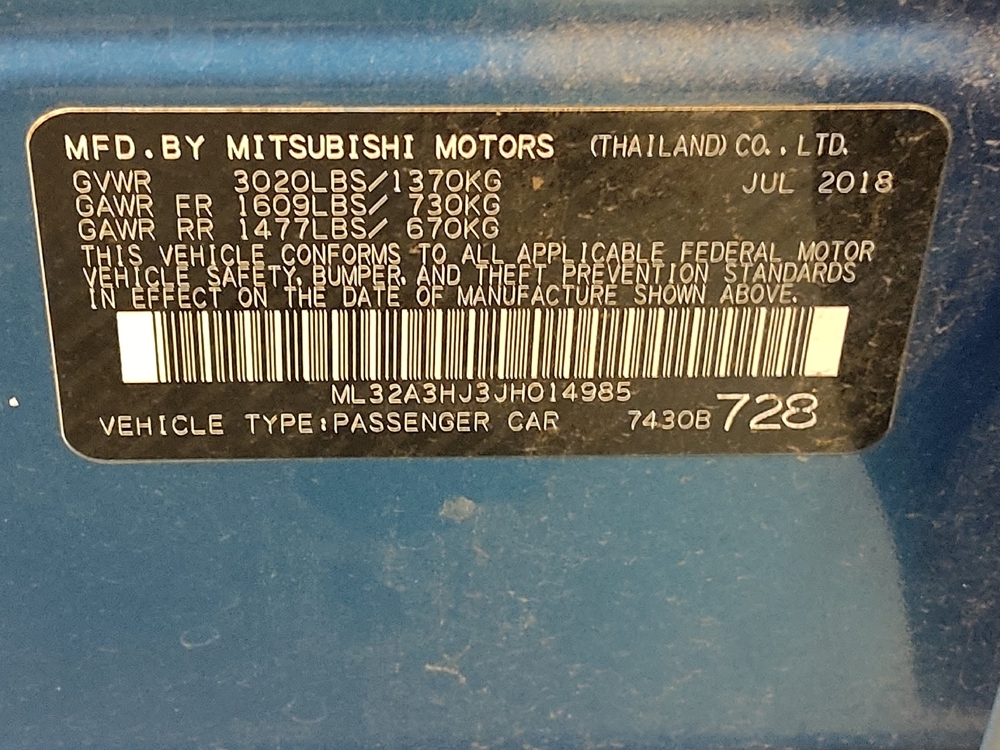 MFD.BY MITSUBISHI MOTORS (THAILAND) CO., LTD.
GVWR 3020LBS/1370KG JUL 2018
GAWR FR 1609LBS/ 730KG
GAWR RR 1477LBS/ 670KG
THIS VEHICLE CONFORMS TO ALL APPLICABLE FEDERAL MOTOR
VEHICLE SAFETY, BUMPER, AND THEFT PREVENTION STANDARDS
IN EFFECT ON THE DATE OF MANUFACTURE SHOWN ABOVE.
ML32A3HJ3JH014985
VEHICLE TYPE:PASSENGER CAR 7430B 728